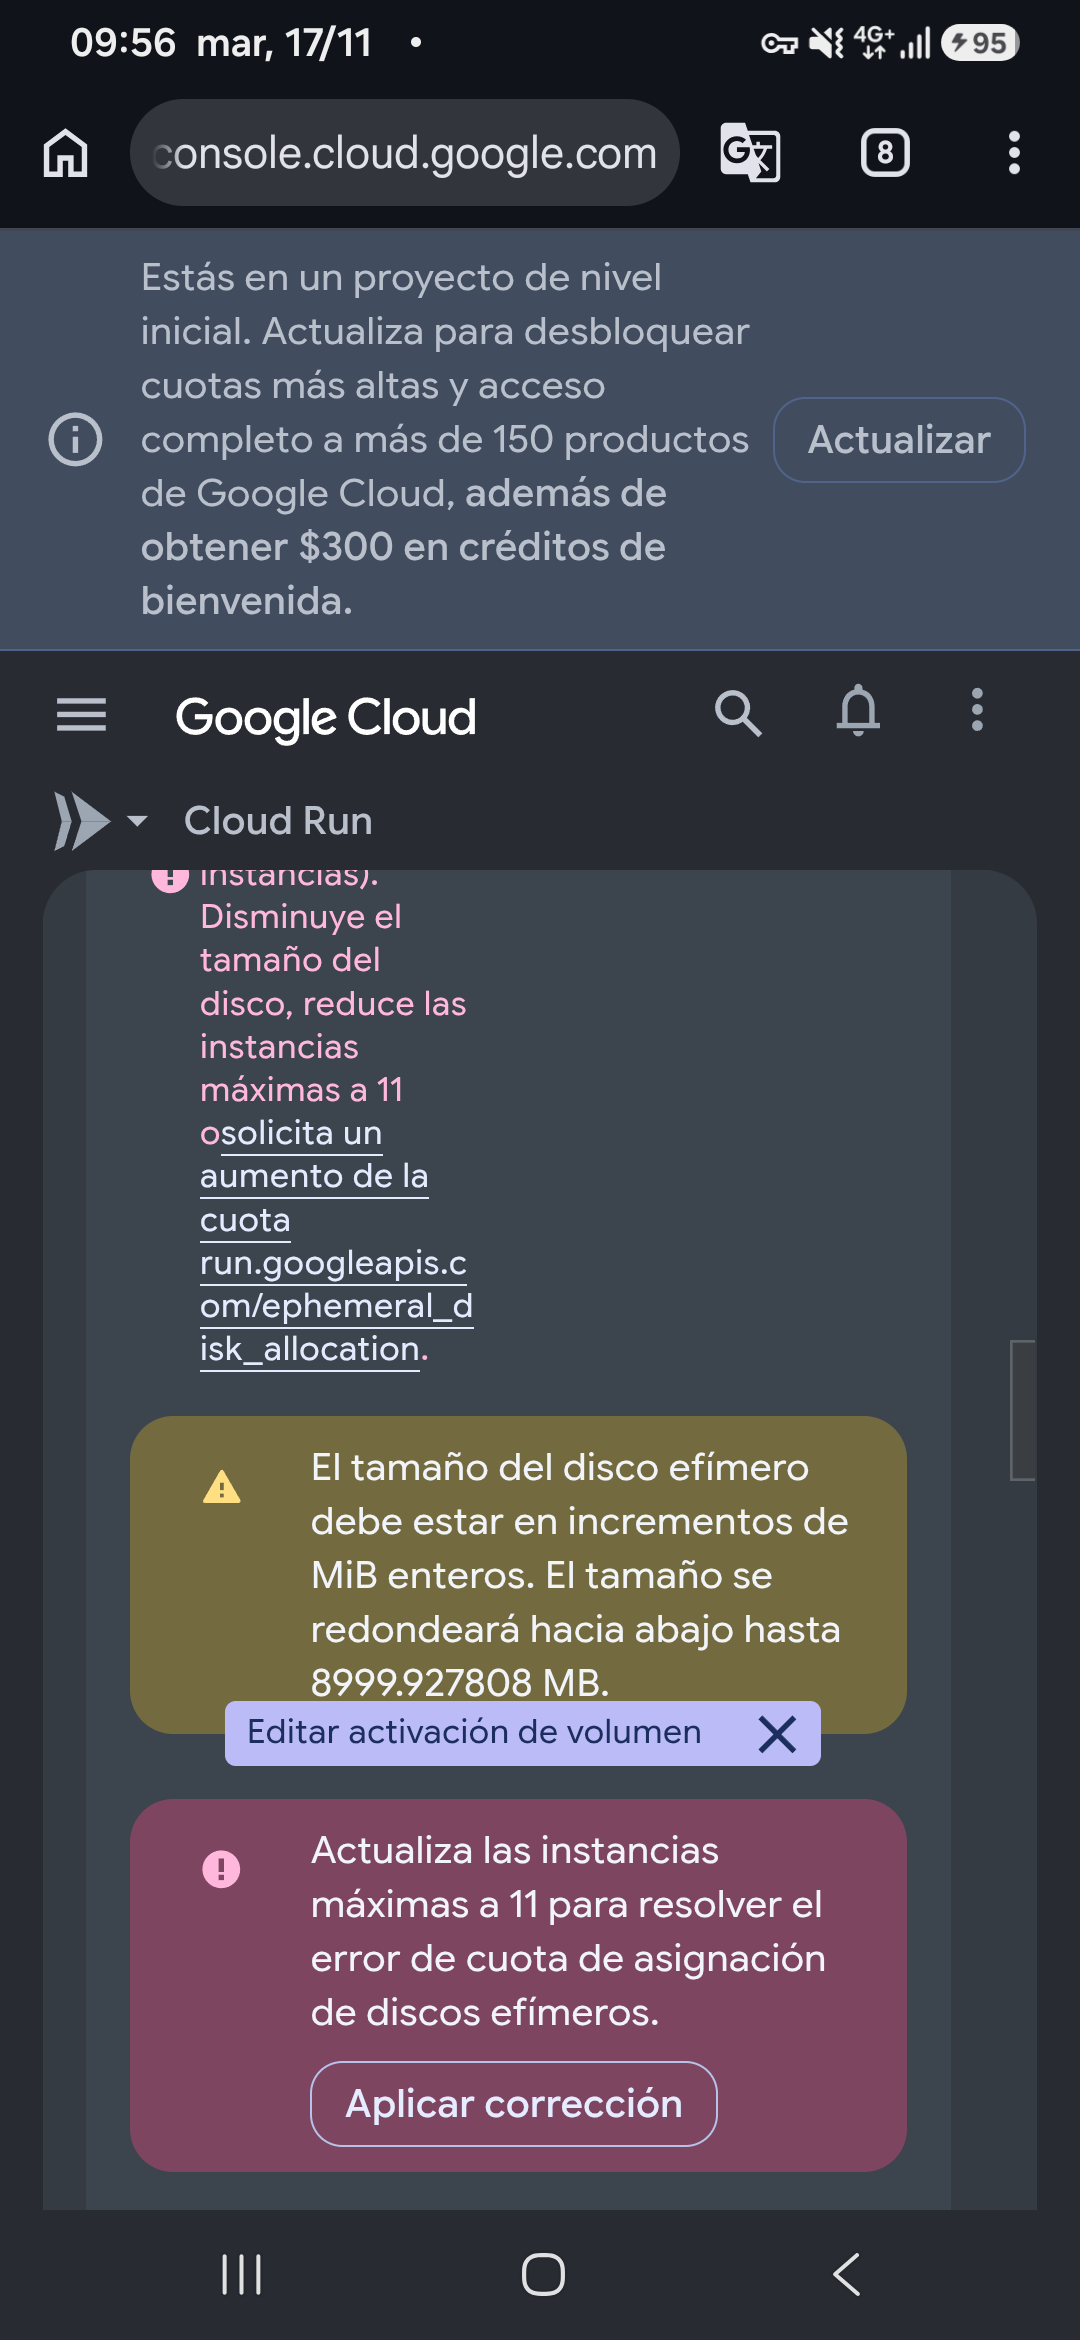 09:56 mar, 17/11 •
4G+
95
console.cloud.google.com
8
Estás en un proyecto de nivel
inicial. Actualiza para desbloquear
cuotas más altas y acceso
completo a más de 150 productos
de Google Cloud, además de
obtener $300 en créditos de
bienvenida.
Actualizar
Google Cloud
Cloud Run
instancias).
Disminuye el
tamaño del
disco, reduce las
instancias
máximas a 11
osolicita un
aumento de la
cuota
run.googleapis.c
om/ephemeral_d
isk_allocation.
El tamaño del disco efímero
debe estar en incrementos de
MiB enteros. El tamaño se
redondeará hacia abajo hasta
8999.927808 MB.
Editar activación de volumen
Actualiza las instancias
máximas a 11 para resolver el
error de cuota de asignación
de discos efímeros.
Aplicar corrección